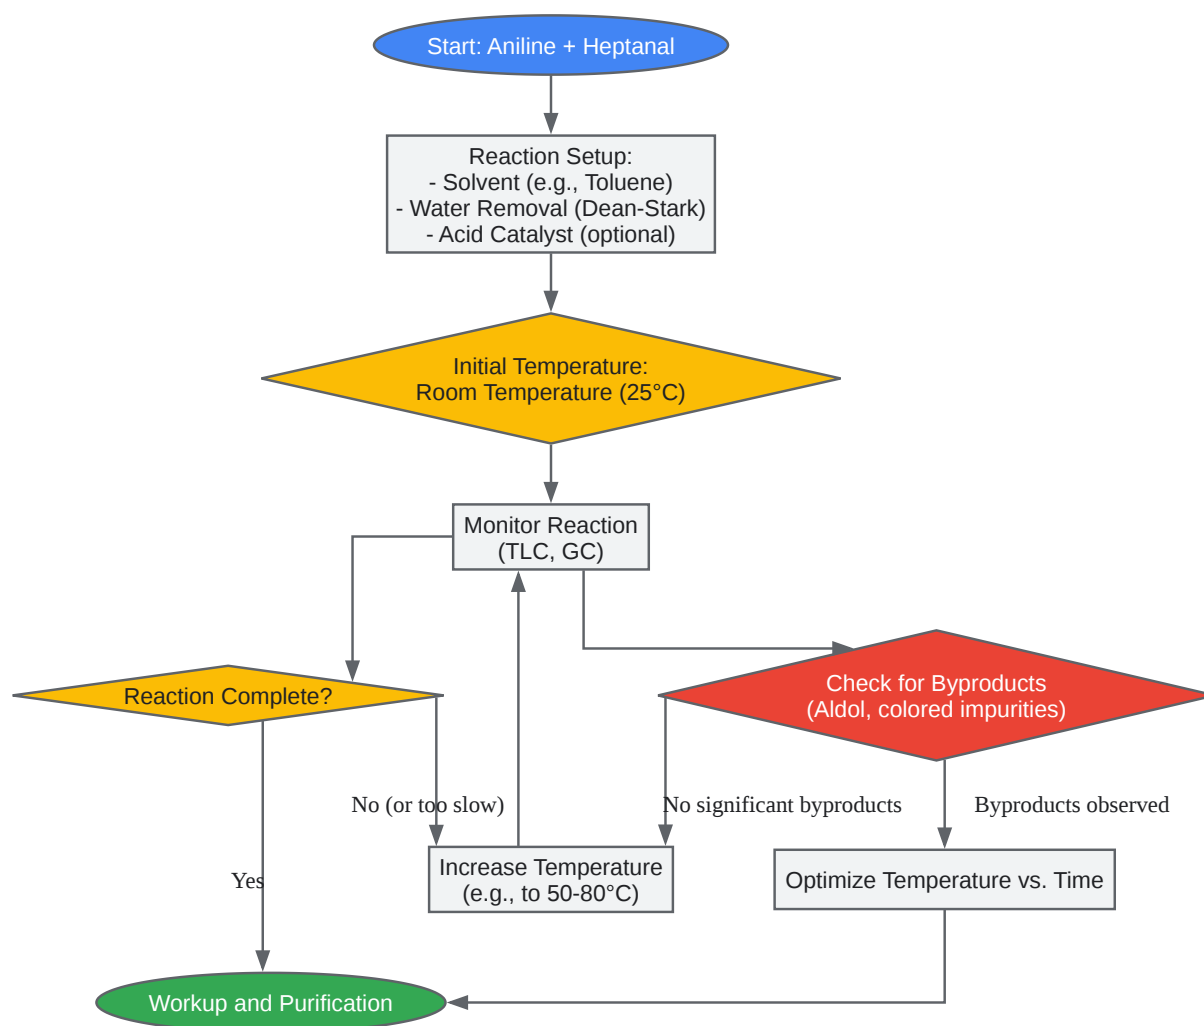 Start: Aniline + Heptanal
Reaction Setup:
- Solvent (e.g., Toluene)
- Water Removal (Dean-Stark)
- Acid Catalyst (optional)
Initial Temperature:
Room Temperature (25°C)
Monitor Reaction
(TLC, GC)
Reaction Complete?
Check for Byproducts
(Aldol, colored impurities)
No (or too slow)
No significant byproducts
Byproducts observed
Yes
Increase Temperature
(e.g., to 50-80°C)
Optimize Temperature vs. Time
Workup and Purification